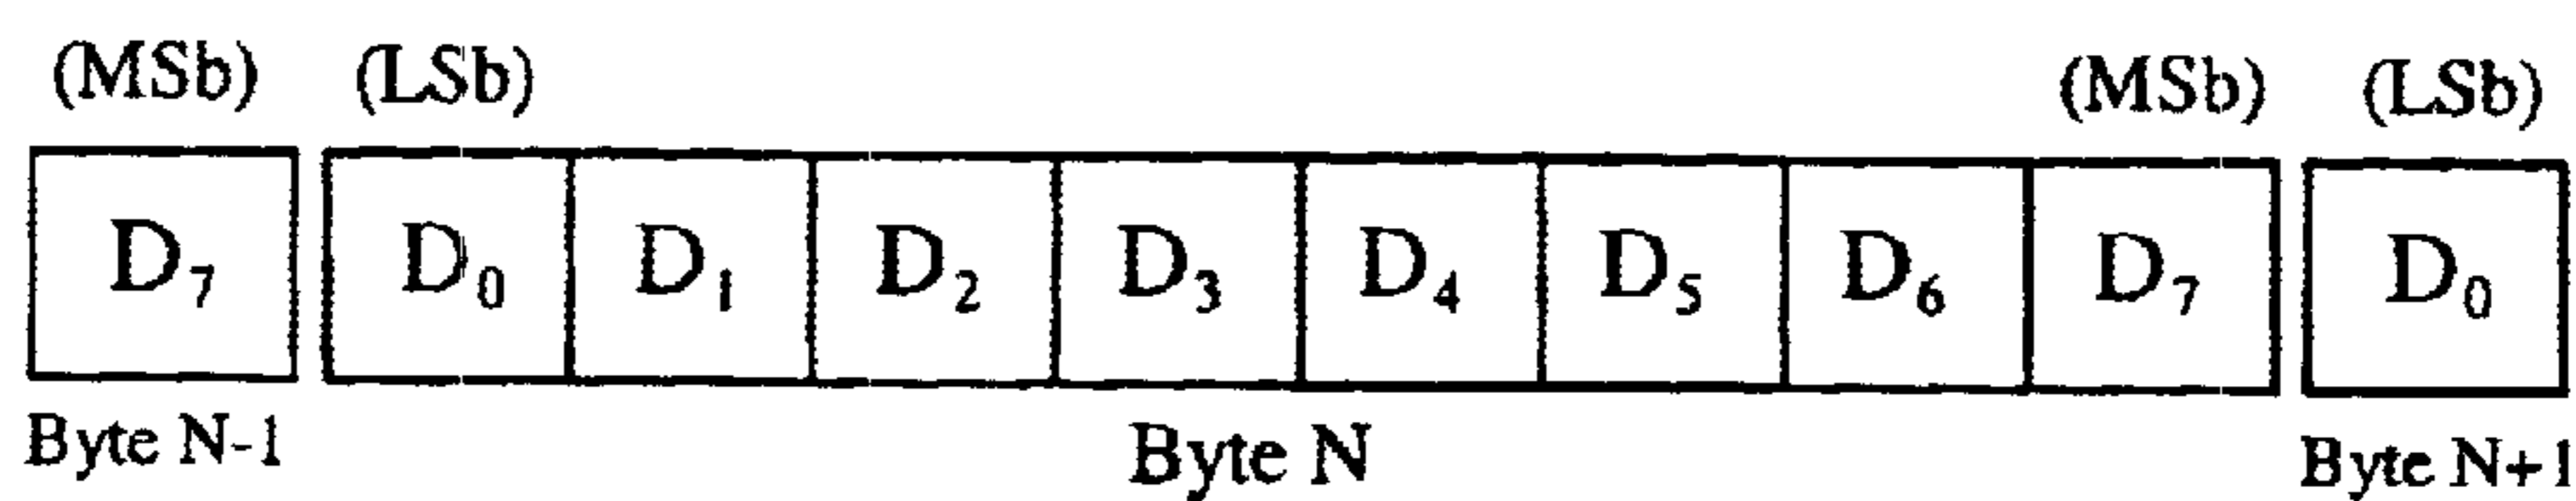 (MSb) (LSb) (MSb) (LSb)
D₇ D₀ D₁ D₂ D₃ D₄ D₅ D₆ D₇ D₀
Byte N-1 Byte N Byte N+1